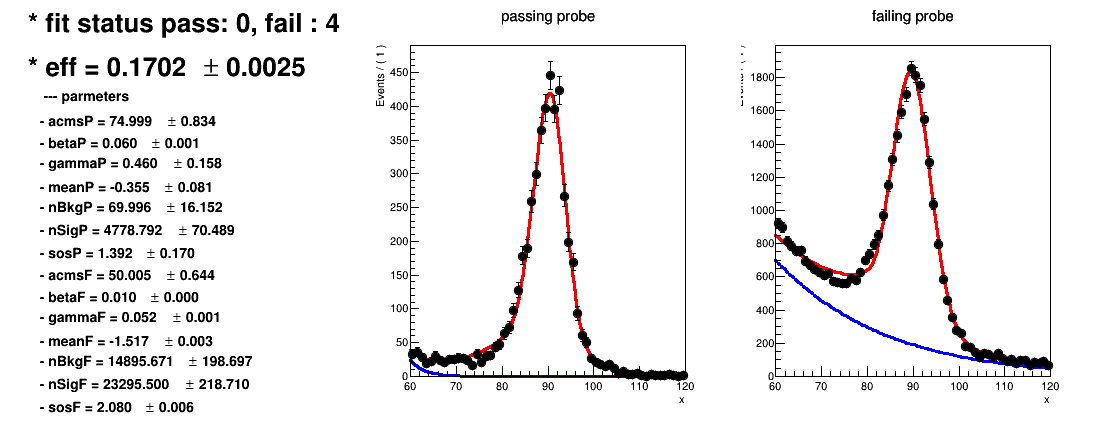 * fit status pass: 0, fail : 4
* eff = 0.1702 ± 0.0025
--- parmeters
- acmsP = 74.999 ± 0.834
- betaP = 0.060 ± 0.001
- gammaP = 0.460 ± 0.158
- meanP = -0.355 ± 0.081
- nBkgP = 69.996 ± 16.152
- nSigP = 4778.792 ± 70.489
- sosP = 1.392 ± 0.170
- acmsF = 50.005 ± 0.644
- betaF = 0.010 ± 0.000
- gammaF = 0.052 ± 0.001
- meanF = -1.517 ± 0.003
- nBkgF = 14895.671 ± 198.697
- nSigF = 23295.500 ± 218.710
- sosF = 2.080 ± 0.006
passing probe
Events / ( 1 )
450
400
350
300
250
200
150
100
50
0
60 70 80 90 100 110 120
x
failing probe
1800
1600
1400
1200
1000
800
600
400
200
0
60 70 80 90 100 110 120
x